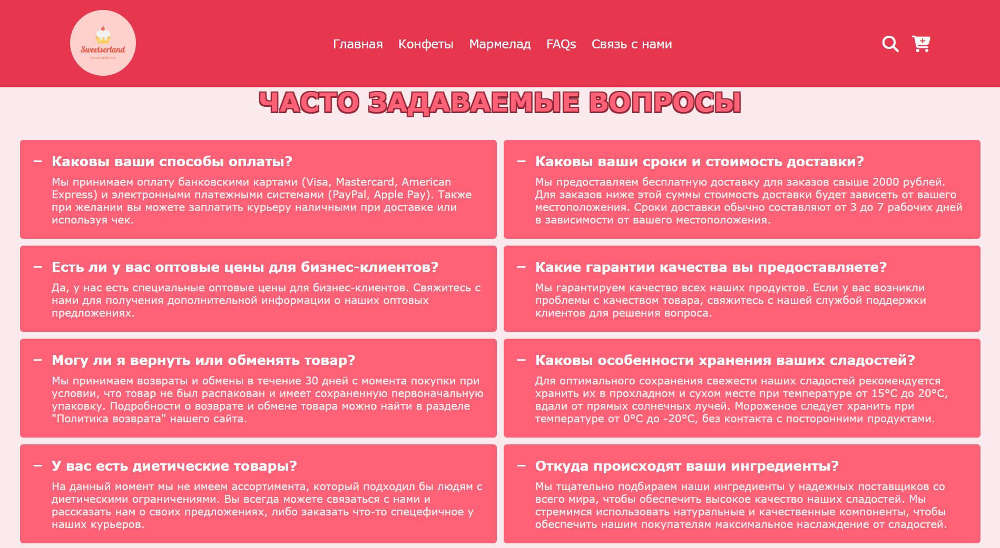 Sweetserland
sweets with love
Главная Конфеты Мармелад FAQs Связь с нами
ЧАСТО ЗАДАВАЕМЫЕ ВОПРОСЫ
Каковы ваши способы оплаты?
Мы принимаем оплату банковскими картами (Visa, Mastercard, American
Express) и электронными платежными системами (PayPal, Apple Pay). Также
при желании вы можете заплатить курьеру наличными при доставке или
используя чек.
Каковы ваши сроки и стоимость доставки?
Мы предоставляем бесплатную доставку для заказов свыше 2000 рублей.
Для заказов ниже этой суммы стоимость доставки будет зависеть от вашего
местоположения. Сроки доставки обычно составляют от 3 до 7 рабочих дней
в зависимости от вашего местоположения.
Есть ли у вас оптовые цены для бизнес-клиентов?
Да, у нас есть специальные оптовые цены для бизнес-клиентов. Свяжитесь с
нами для получения дополнительной информации о наших оптовых
предложениях.
Какие гарантии качества вы предоставляете?
Мы гарантируем качество всех наших продуктов. Если у вас возникли
проблемы с качеством товара, свяжитесь с нашей службой поддержки
клиентов для решения вопроса.
Могу ли я вернуть или обменять товар?
Мы принимаем возвраты и обмены в течение 30 дней с момента покупки при
условии, что товар не был распакован и имеет сохраненную первоначальную
упаковку. Подробности о возврате и обмене товара можно найти в разделе
"Политика возврата" нашего сайта.
Каковы особенности хранения ваших сладостей?
Для оптимального сохранения свежести наших сладостей рекомендуется
хранить их в прохладном и сухом месте при температуре от 15°C до 20°C,
вдали от прямых солнечных лучей. Мороженое следует хранить при
температуре от 0°C до -20°C, без контакта с посторонними продуктами.
У вас есть диетические товары?
На данный момент мы не имеем ассортимента, который подходил бы людям с
диетическими ограничениями. Вы всегда можете связаться с нами и
рассказать нам о своих предложениях, либо заказать что-то спецефичное у
наших курьеров.
Откуда происходят ваши ингредиенты?
Мы тщательно подбираем наши ингредиенты у надежных поставщиков со
всего мира, чтобы обеспечить высокое качество наших сладостей. Мы
стремимся использовать натуральные и качественные компоненты, чтобы
обеспечить нашим покупателям максимальное наслаждение от сладостей.